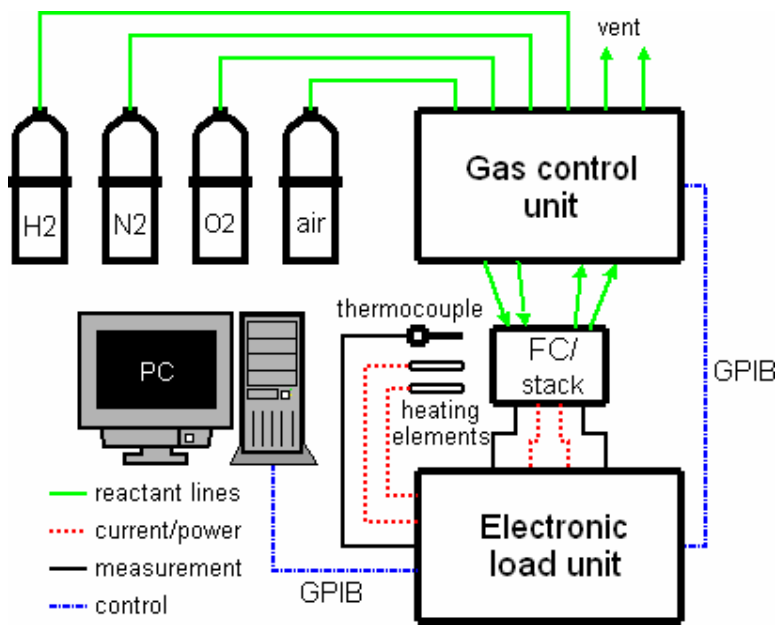 vent
Gas control
unit
H2
N2
O2
air
thermocouple
FC/
stack
PC
GPIB
heating
elements
reactant lines
current/power
measurement
control
Electronic
load unit
GPIB